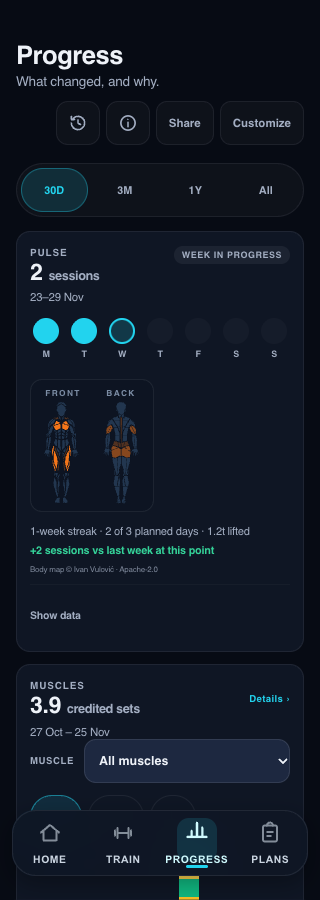 Progress
What changed, and why.
Share
Customize
30D
3M
1Y
All
PULSE
WEEK IN PROGRESS
2 sessions
23–29 Nov
M T W T F S S
FRONT BACK
1-week streak · 2 of 3 planned days · 1.2t lifted
+2 sessions vs last week at this point
Body map © Ivan Vulović · Apache-2.0
Show data
MUSCLES
3.9 credited sets
Details ›
27 Oct – 25 Nov
MUSCLE
All muscles
HOME
TRAIN
PROGRESS
PLANS